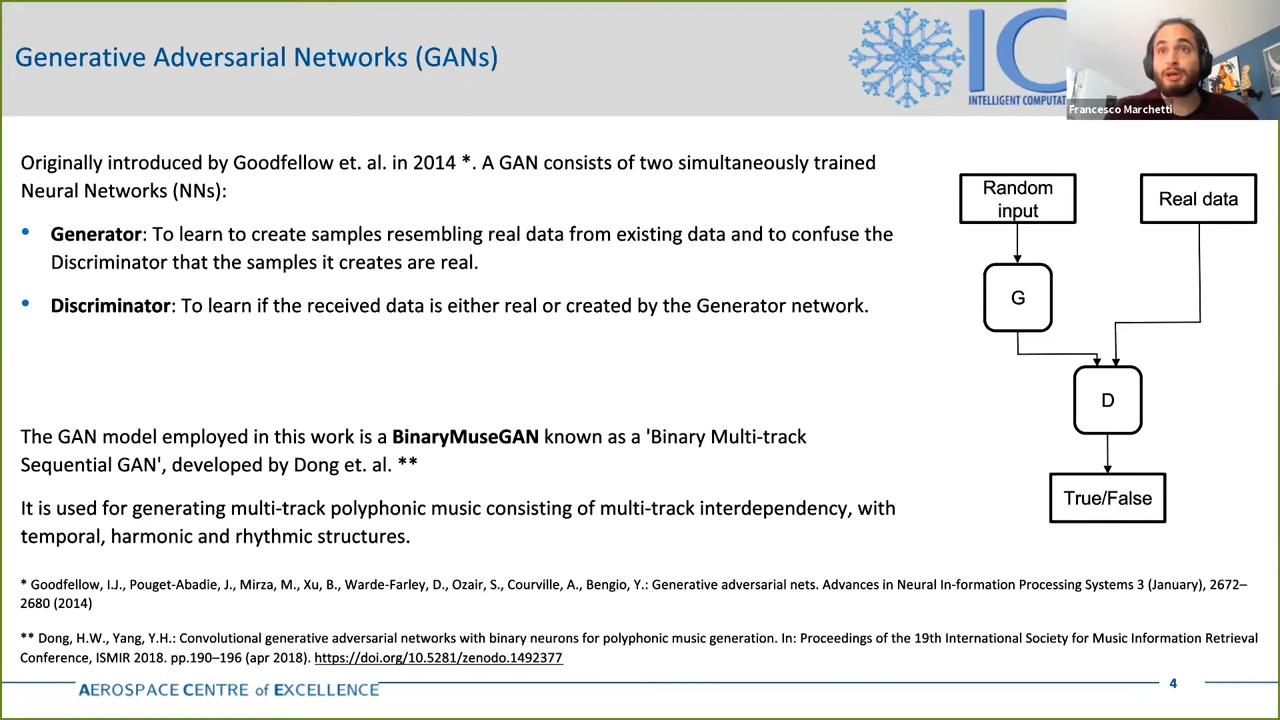 Generative Adversarial Networks (GANs)
IC
INTELLIGENT COMPUTAT
Francesco Marchetti
Originally introduced by Goodfellow et. al. in 2014 *. A GAN consists of two simultaneously trained
Neural Networks (NNs):
• Generator: To learn to create samples resembling real data from existing data and to confuse the
Discriminator that the samples it creates are real.
• Discriminator: To learn if the received data is either real or created by the Generator network.
The GAN model employed in this work is a BinaryMuseGAN known as a 'Binary Multi-track
Sequential GAN', developed by Dong et. al. **
It is used for generating multi-track polyphonic music consisting of multi-track interdependency, with
temporal, harmonic and rhythmic structures.
Random
input
Real data
G
D
True/False
* Goodfellow, I.J., Pouget-Abadie, J., Mirza, M., Xu, B., Warde-Farley, D., Ozair, S., Courville, A., Bengio, Y.: Generative adversarial nets. Advances in Neural In-formation Processing Systems 3 (January), 2672–
2680 (2014)
** Dong, H.W., Yang, Y.H.: Convolutional generative adversarial networks with binary neurons for polyphonic music generation. In: Proceedings of the 19th International Society for Music Information Retrieval
Conference, ISMIR 2018. pp.190–196 (apr 2018). https://doi.org/10.5281/zenodo.1492377
AEROSPACE CENTRE of EXCELLENCE
4